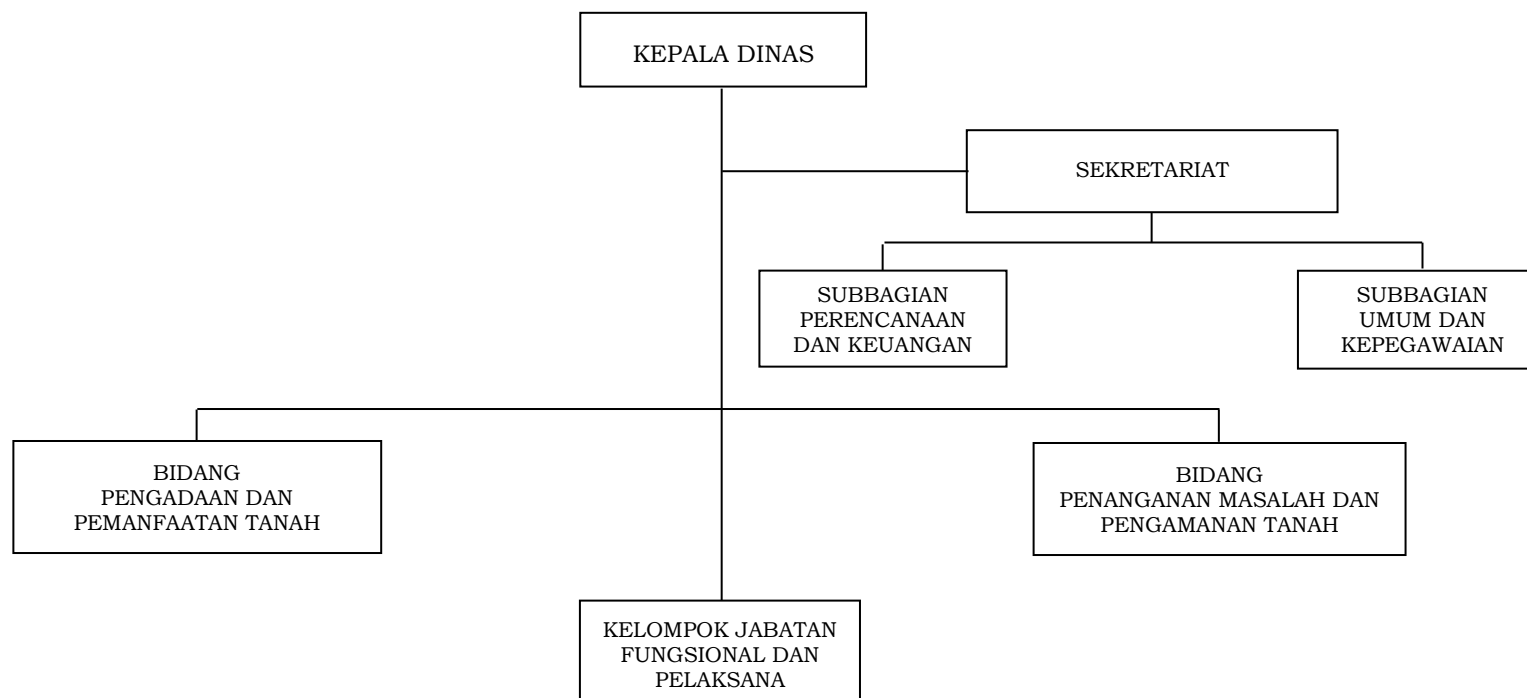 KEPALA DINAS
SEKRETARIAT
SUBBAGIAN
PERENCANAAN
DAN KEUANGAN
SUBBAGIAN
UMUM DAN
KEPEGAWAIAN
BIDANG
PENGADAAN DAN
PEMANFAATAN TANAH
BIDANG
PENANGANAN MASALAH DAN
PENGAMANAN TANAH
KELOMPOK JABATAN
FUNGSIONAL DAN
PELAKSANA